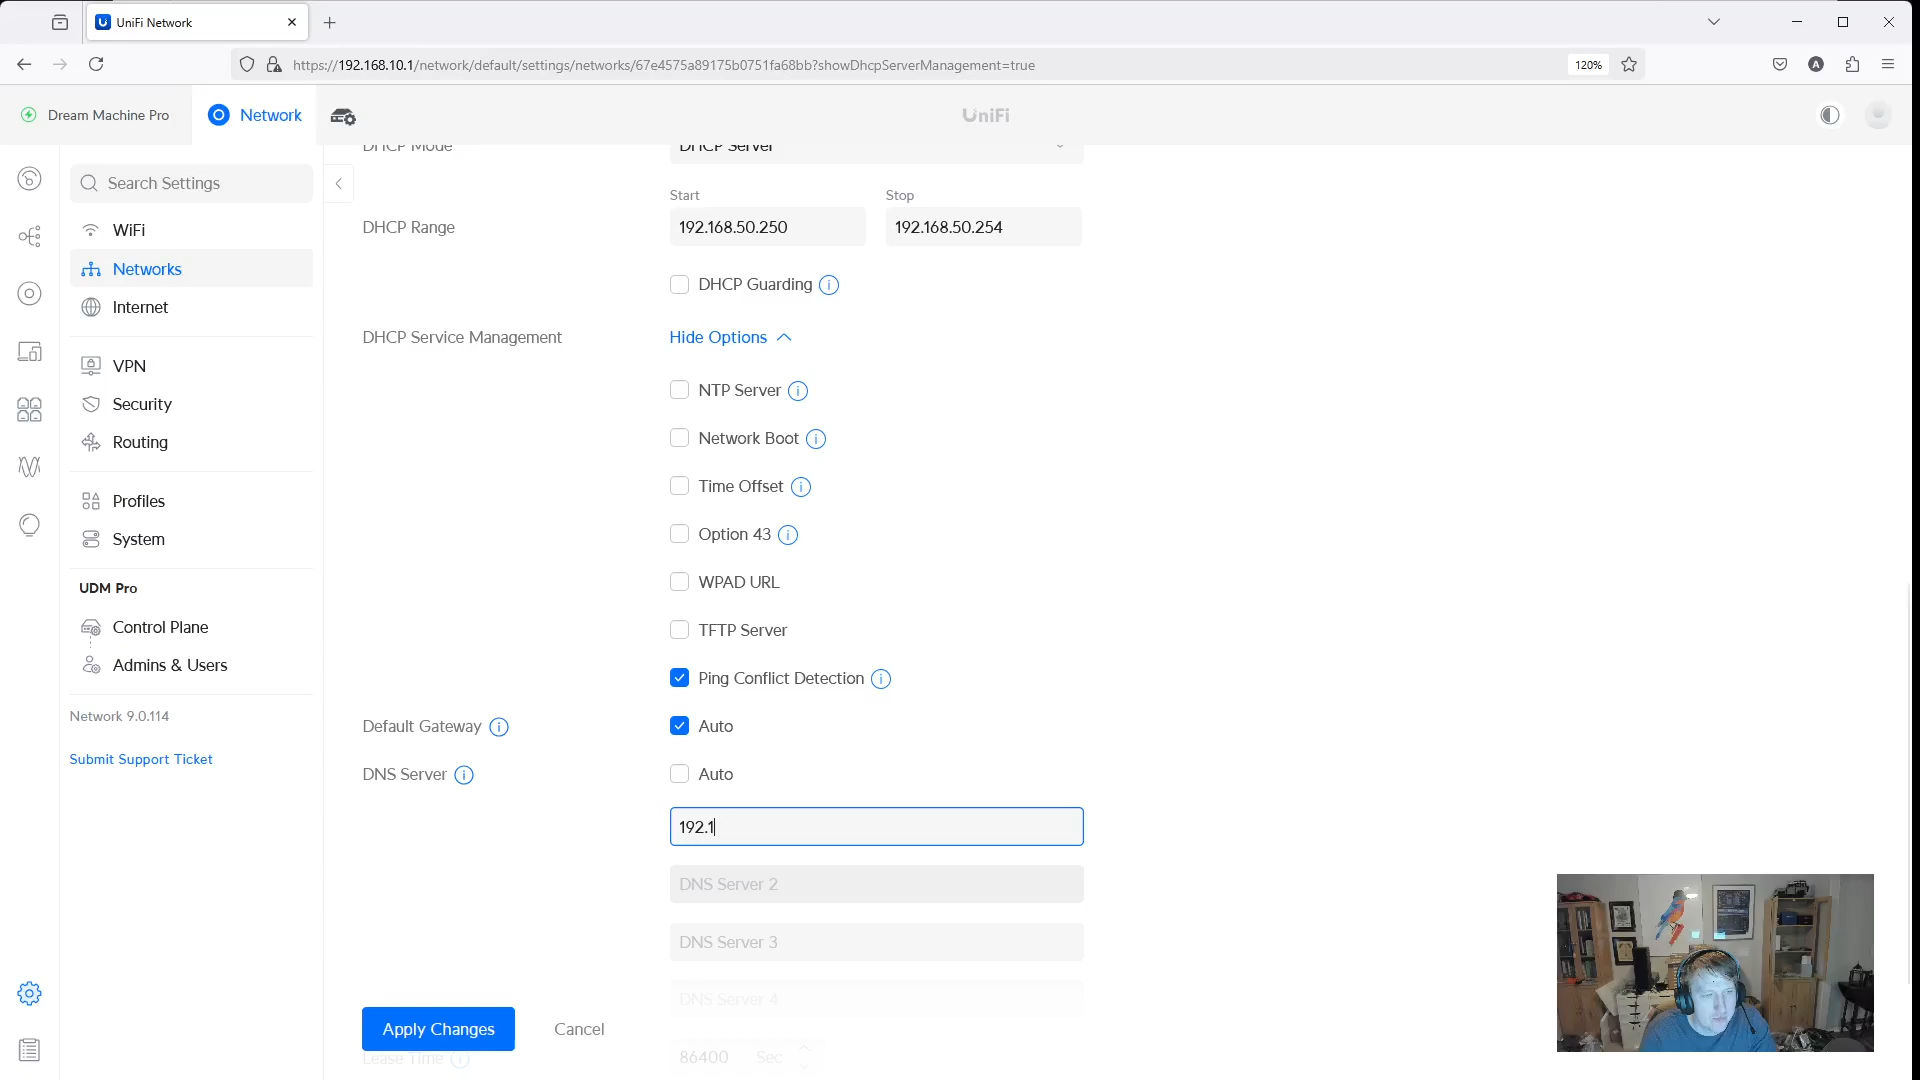 UniFi Network
https://192.168.10.1/network/default/settings/networks/67e4575a89175b0751fa68bb?showDhcpServerManagement=true
120%
A
Dream Machine Pro
Network
UniFi
Search Settings
WiFi
Networks
Internet
VPN
Security
Routing
Profiles
System
UDM Pro
Control Plane
Admins & Users
Network 9.0.114
Submit Support Ticket
DHCP Mode
DHCP Server
Start
Stop
DHCP Range
192.168.50.250
192.168.50.254
DHCP Guarding
DHCP Service Management
Hide Options
NTP Server
Network Boot
Time Offset
Option 43
WPAD URL
TFTP Server
Ping Conflict Detection
Default Gateway
Auto
DNS Server
Auto
192.1
DNS Server 2
DNS Server 3
DNS Server 4
Apply Changes
Cancel
Lease Time
86400 Sec